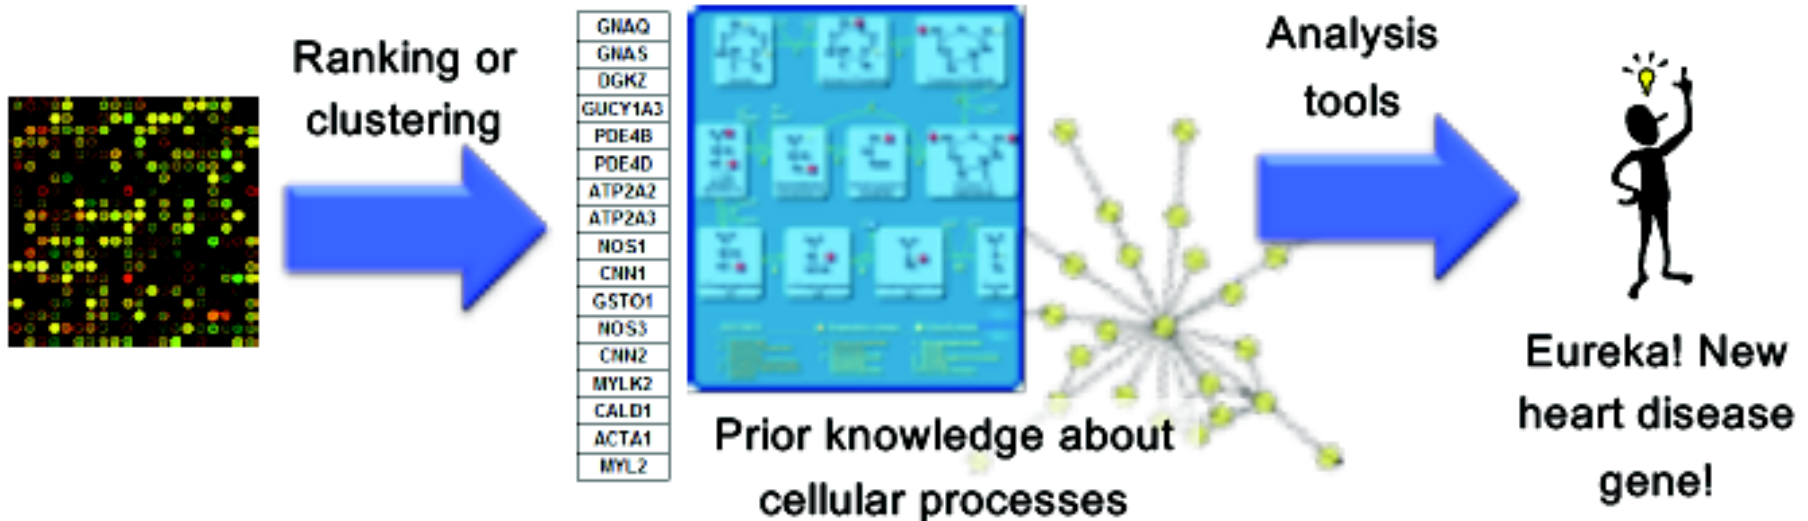 Ranking or
clustering
GNAQ
GNAS
DGKZ
GUCY1A3
PDE4B
PDE4D
ATP2A2
ATP2A3
NOS1
CNN1
GSTO1
NOS3
CNN2
MYLK2
CALD1
ACTA1
MYL2
Prior knowledge about
cellular processes
Analysis
tools
Eureka! New
heart disease
gene!